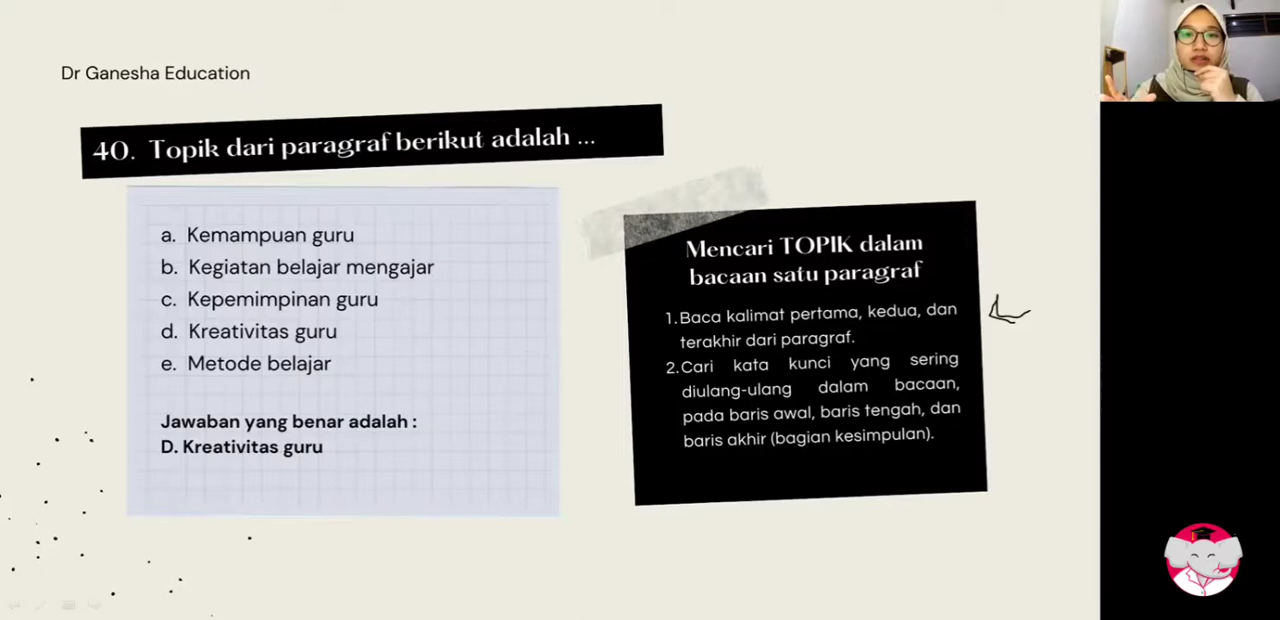 Dr Ganesha Education
40. Topik dari paragraf berikut adalah ...
a. Kemampuan guru
b. Kegiatan belajar mengajar
c. Kepemimpinan guru
d. Kreativitas guru
e. Metode belajar
Jawaban yang benar adalah :
D. Kreativitas guru
Mencari TOPIK dalam
bacaan satu paragraf
1. Baca kalimat pertama, kedua, dan
terakhir dari paragraf.
2. Cari kata kunci yang sering
diulang-ulang dalam bacaan,
pada baris awal, baris tengah, dan
baris akhir (bagian kesimpulan).